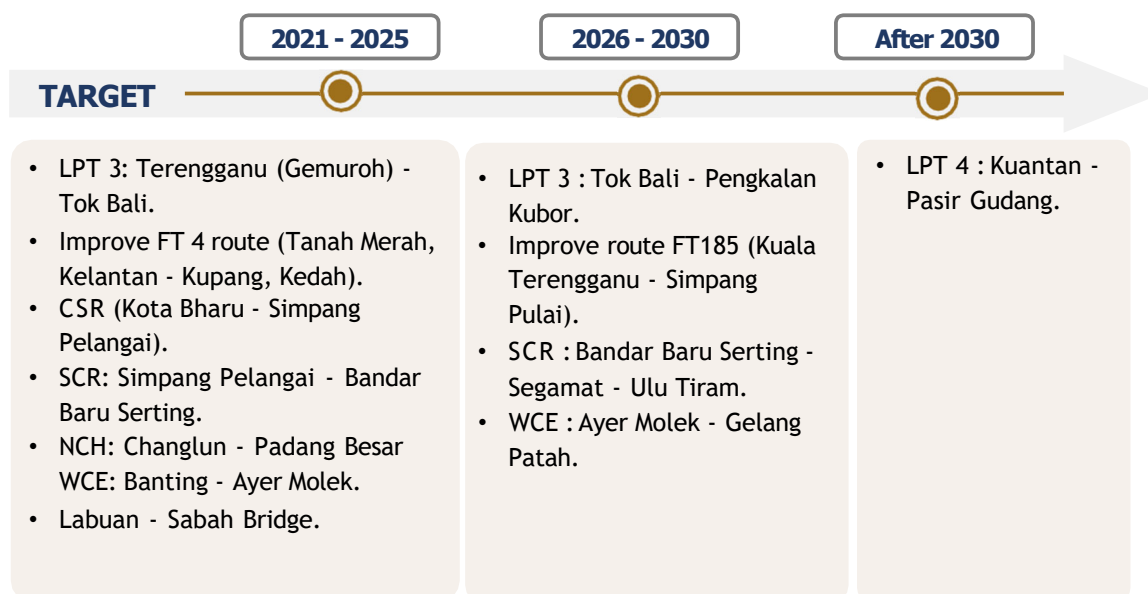 2021 - 2025
2026 - 2030
After 2030
TARGET
• LPT 3: Terengganu (Gemuroh) -
Tok Bali.
• Improve FT 4 route (Tanah Merah,
Kelantan - Kupang, Kedah).
• CSR (Kota Bharu - Simpang
Pelangai).
• SCR: Simpang Pelangai - Bandar
Baru Serting.
• NCH: Changlun - Padang Besar
WCE: Banting - Ayer Molek.
• Labuan - Sabah Bridge.
• LPT 3 : Tok Bali - Pengkalan
Kubor.
• Improve route FT185 (Kuala
Terengganu - Simpang
Pulai).
• SCR : Bandar Baru Serting -
Segamat - Ulu Tiram.
• WCE : Ayer Molek - Gelang
Patah.
• LPT 4 : Kuantan -
Pasir Gudang.